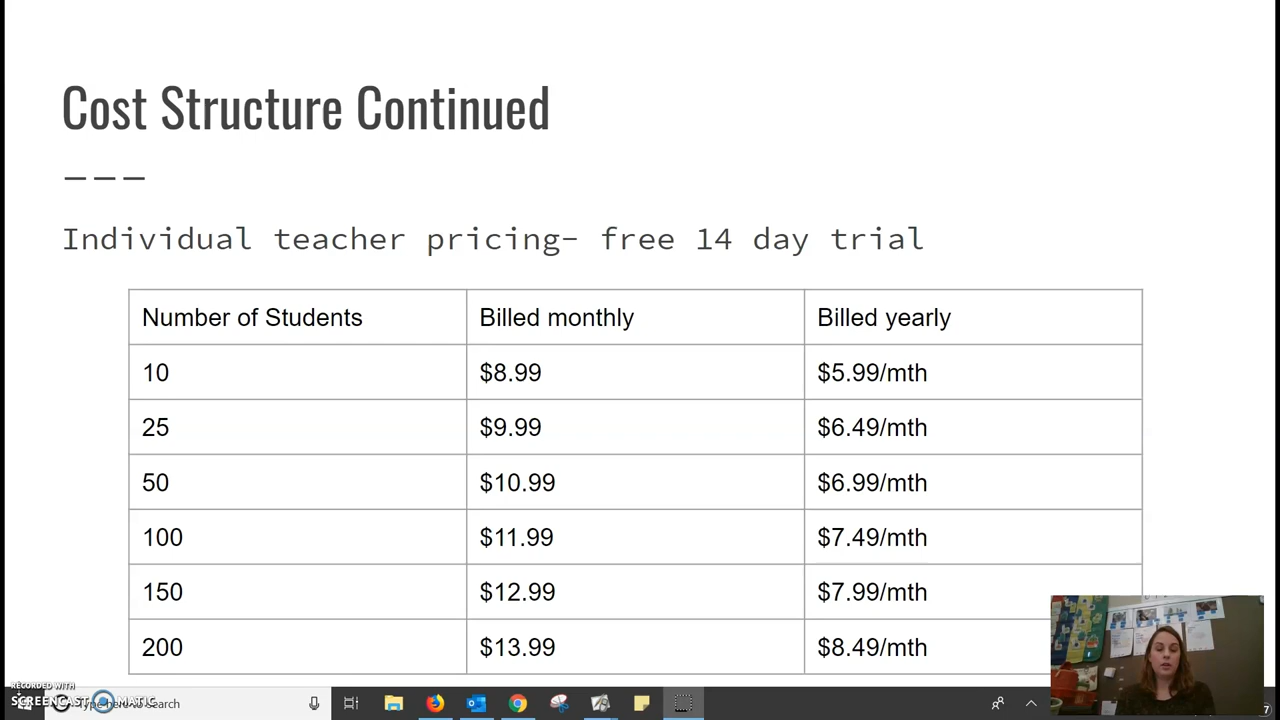 Cost Structure Continued
Individual teacher pricing- free 14 day trial
Number of Students Billed monthly Billed yearly
10 $8.99 $5.99/mth
25 $9.99 $6.49/mth
50 $10.99 $6.99/mth
100 $11.99 $7.49/mth
150 $12.99 $7.99/mth
200 $13.99 $8.49/mth
RECORDED WITH
SCREENCAST MATIC
Type here to search